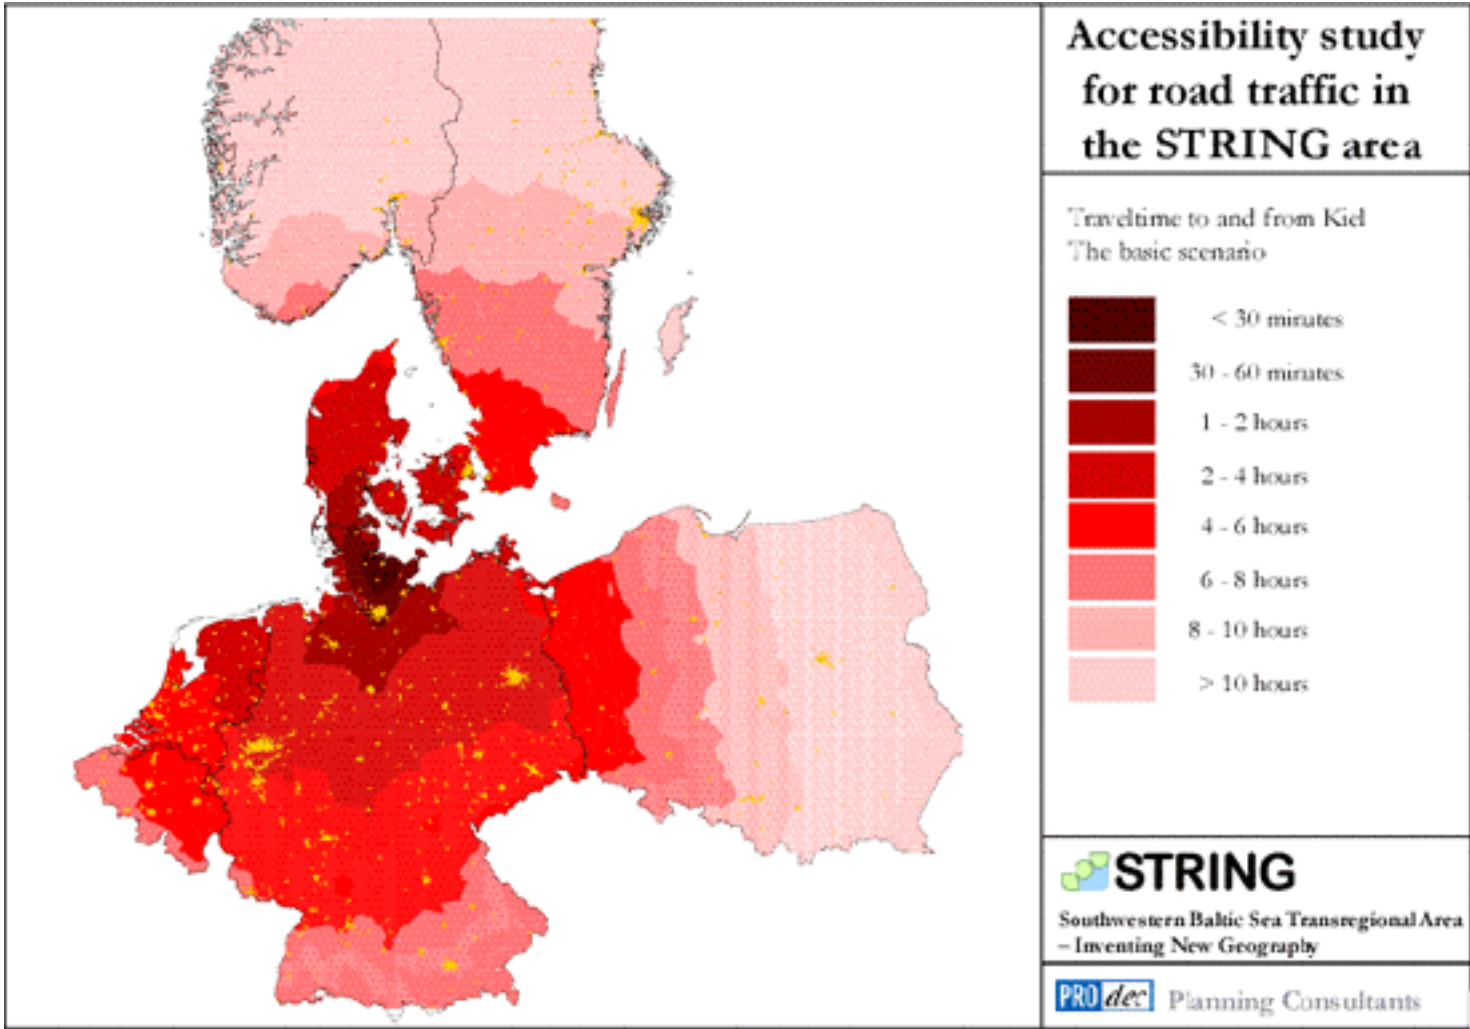 Accessibility study
for road traffic in
the STRING area
Traveltime to and from Kiel
The basic scenario
< 30 minutes
30 - 60 minutes
1 - 2 hours
2 - 4 hours
4 - 6 hours
6 - 8 hours
8 - 10 hours
> 10 hours
STRING
Southwestern Baltic Sea Transregional Area
– Inventing New Geography
PRO dec Planning Consultants